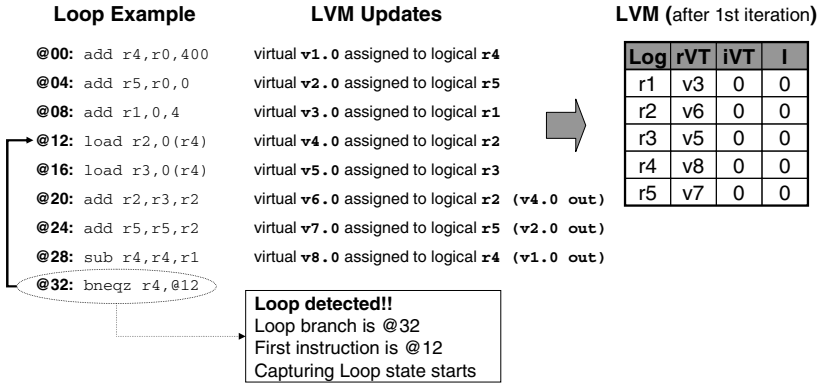 Loop Example
LVM Updates
LVM (after 1st iteration)
@00: add r4,r0,400 virtual v1.0 assigned to logical r4
@04: add r5,r0,0 virtual v2.0 assigned to logical r5
@08: add r1,0,4 virtual v3.0 assigned to logical r1
@12: load r2,0(r4) virtual v4.0 assigned to logical r2
@16: load r3,0(r4) virtual v5.0 assigned to logical r3
@20: add r2,r3,r2 virtual v6.0 assigned to logical r2 (v4.0 out)
@24: add r5,r5,r2 virtual v7.0 assigned to logical r5 (v2.0 out)
@28: sub r4,r4,r1 virtual v8.0 assigned to logical r4 (v1.0 out)
@32: bneqz r4,@12
Loop detected!!
Loop branch is @32
First instruction is @12
Capturing Loop state starts
Log rVT iVT I
r1 v3 0 0
r2 v6 0 0
r3 v5 0 0
r4 v8 0 0
r5 v7 0 0